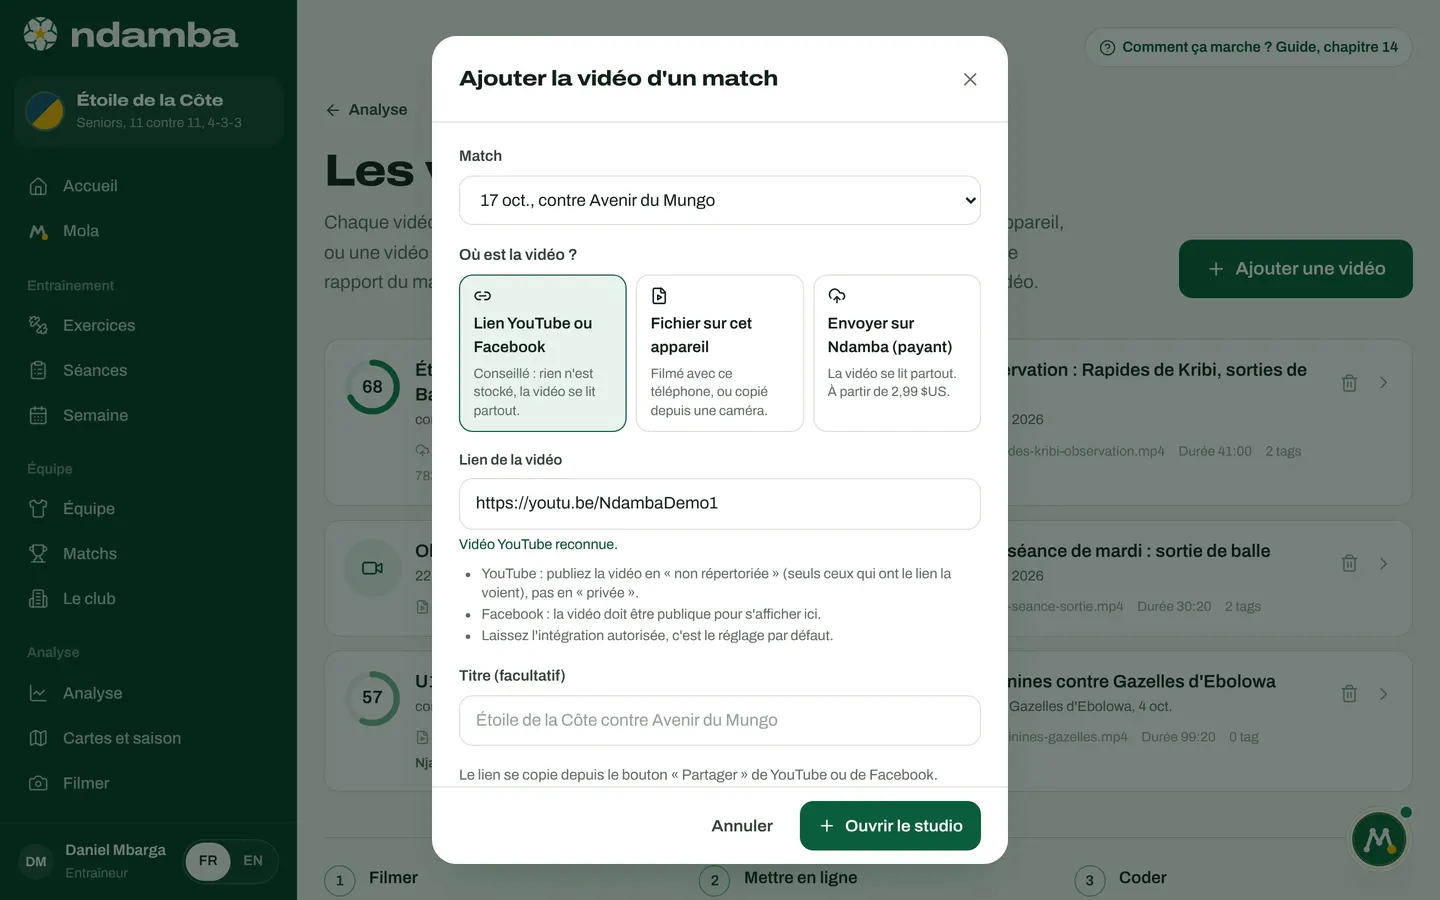 ndamba
Étoile de la Côte
Seniors, 11 contre 11, 4-3-3
Accueil
Mola
Entraînement
Exercices
Séances
Semaine
Équipe
Équipe
Matchs
Le club
Analyse
Analyse
Cartes et saison
Filmer
DM
Daniel Mbarga
Entraîneur
FR
EN
Comment ça marche ? Guide, chapitre 14
Analyse
Les
Chaque
ou une vidéo
rapport du
Ajouter une vidéo
68
rvation : Rapides de Kribi, sorties de
2026
des-kribi-observation.mp4 Durée 41:00 2 tags
séance de mardi : sortie de balle
22
2026
-seance-sortie.mp4 Durée 30:20 2 tags
57
nines contre Gazelles d'Ebolowa
Gazelles d'Ebolowa, 4 oct.
inines-gazelles.mp4 Durée 99:20 0 tag
1 Filmer
2 Mettre en ligne
3 Coder
Ajouter la vidéo d'un match
Match
17 oct., contre Avenir du Mungo
Où est la vidéo ?
Lien YouTube ou
Facebook
Conseillé : rien n'est
stocké, la vidéo se lit
partout.
Fichier sur cet
appareil
Filmé avec ce
téléphone, ou copié
depuis une caméra.
Envoyer sur
Ndamba (payant)
La vidéo se lit partout.
À partir de 2,99 $US.
Lien de la vidéo
https://youtu.be/NdambaDemo1
Vidéo YouTube reconnue.
YouTube : publiez la vidéo en « non répertoriée » (seuls ceux qui ont le lien la
voient), pas en « privée ».
Facebook : la vidéo doit être publique pour s'afficher ici.
Laissez l'intégration autorisée, c'est le réglage par défaut.
Titre (facultatif)
Étoile de la Côte contre Avenir du Mungo
Le lien se copie depuis le bouton « Partager » de YouTube ou de Facebook.
Annuler
Ouvrir le studio